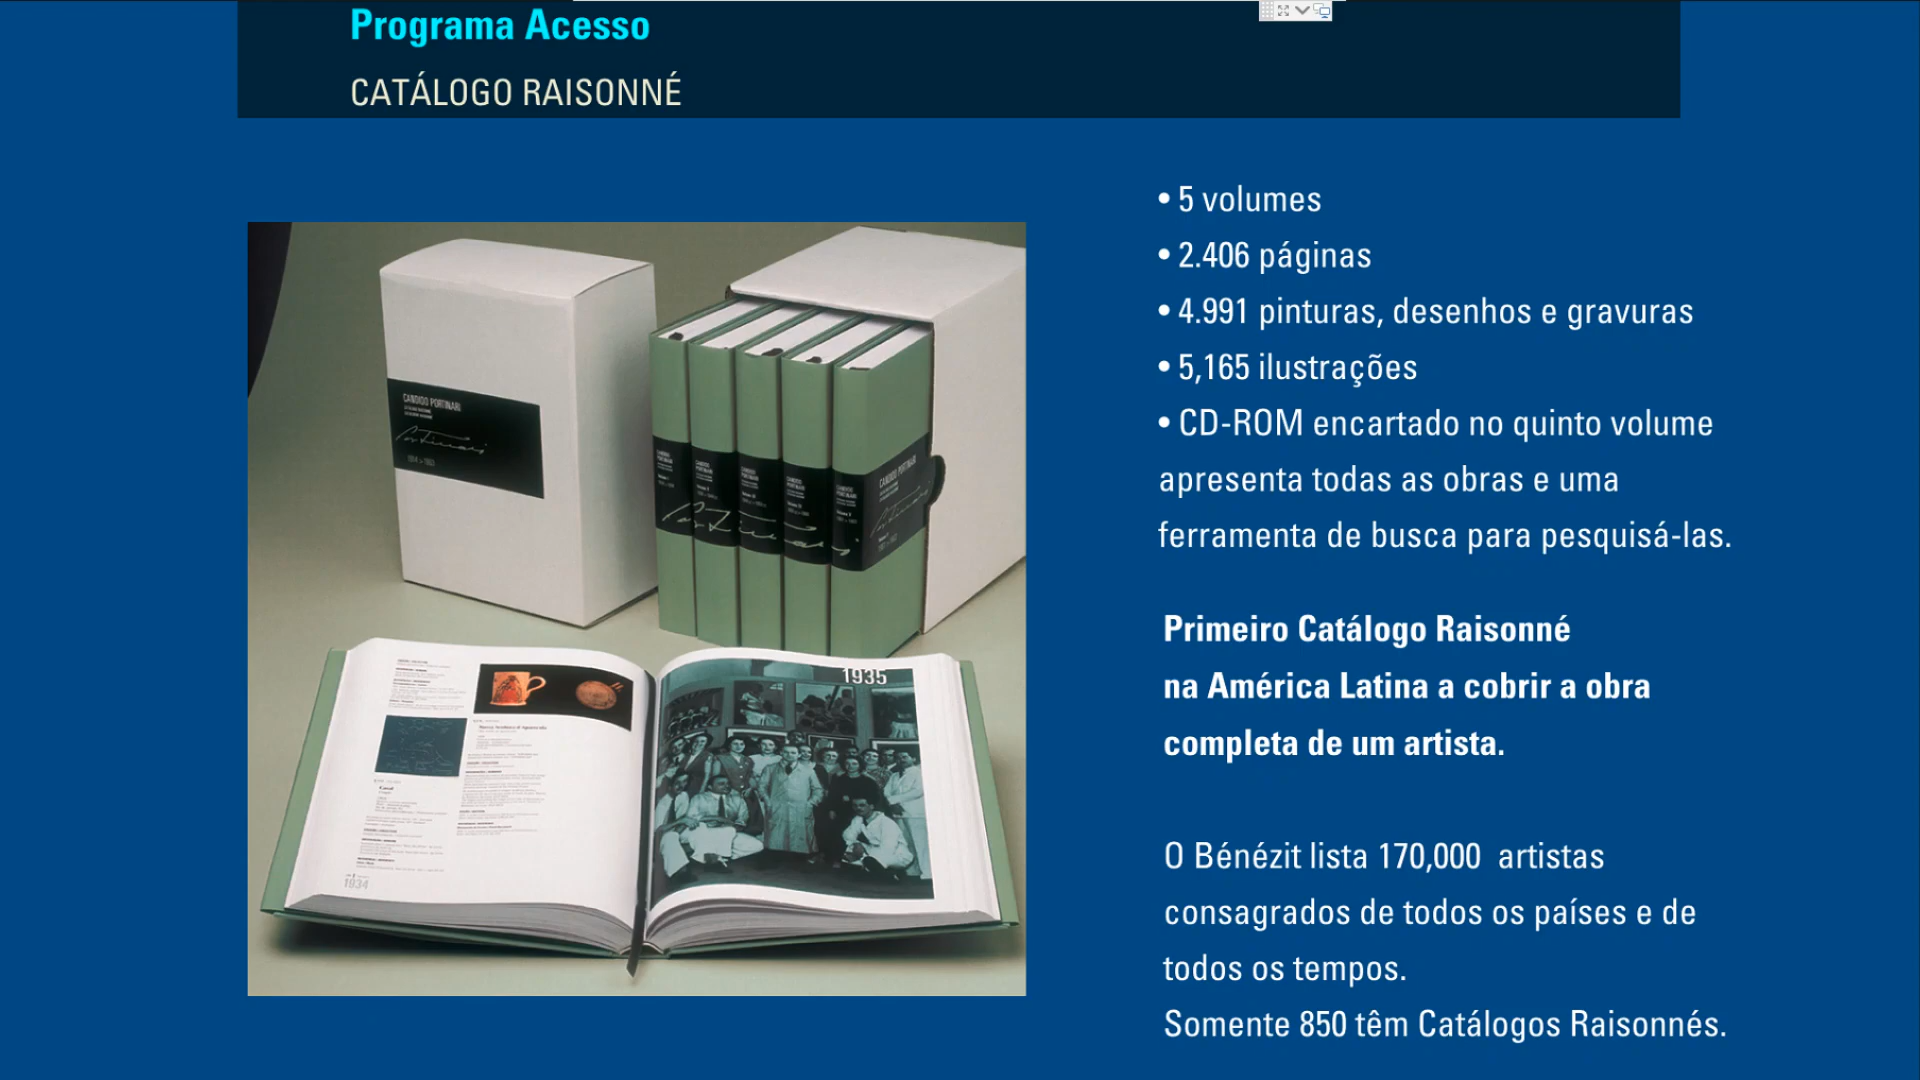 Programa Acesso
CATÁLOGO RAISONNÉ
• 5 volumes
• 2.406 páginas
• 4.991 pinturas, desenhos e gravuras
• 5,165 ilustrações
• CD-ROM encartado no quinto volume
apresenta todas as obras e uma
ferramenta de busca para pesquisá-las.
CANDIDO PORTINARI
Portinari
1935
1934
Primeiro Catálogo Raisonné
na América Latina a cobrir a obra
completa de um artista.
O Bénézit lista 170,000 artistas
consagrados de todos os países e de
todos os tempos.
Somente 850 têm Catálogos Raisonnés.